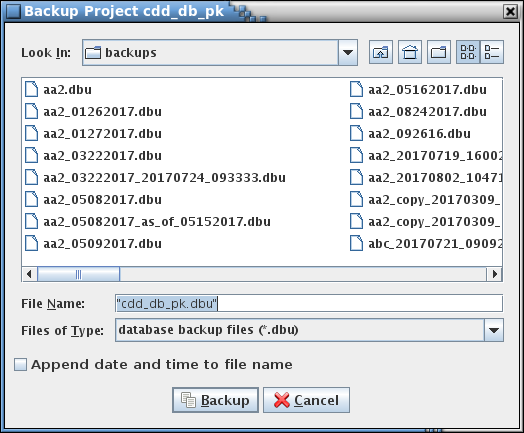 Backup Project cdd_db_pk
Look In: backups
aa2.dbu
aa2_01262017.dbu
aa2_01272017.dbu
aa2_03222017.dbu
aa2_03222017_20170724_093333.dbu
aa2_05082017.dbu
aa2_05082017_as_of_05152017.dbu
aa2_05092017.dbu
aa2_05162017.dbu
aa2_08242017.dbu
aa2_092616.dbu
aa2_20170719_16002
aa2_20170802_10471
aa2_copy_20170309_
aa2_copy_20170309_
abc_20170721_09092
File Name: "cdd_db_pk.dbu"
Files of Type: database backup files (*.dbu)
Append date and time to file name
Backup Cancel